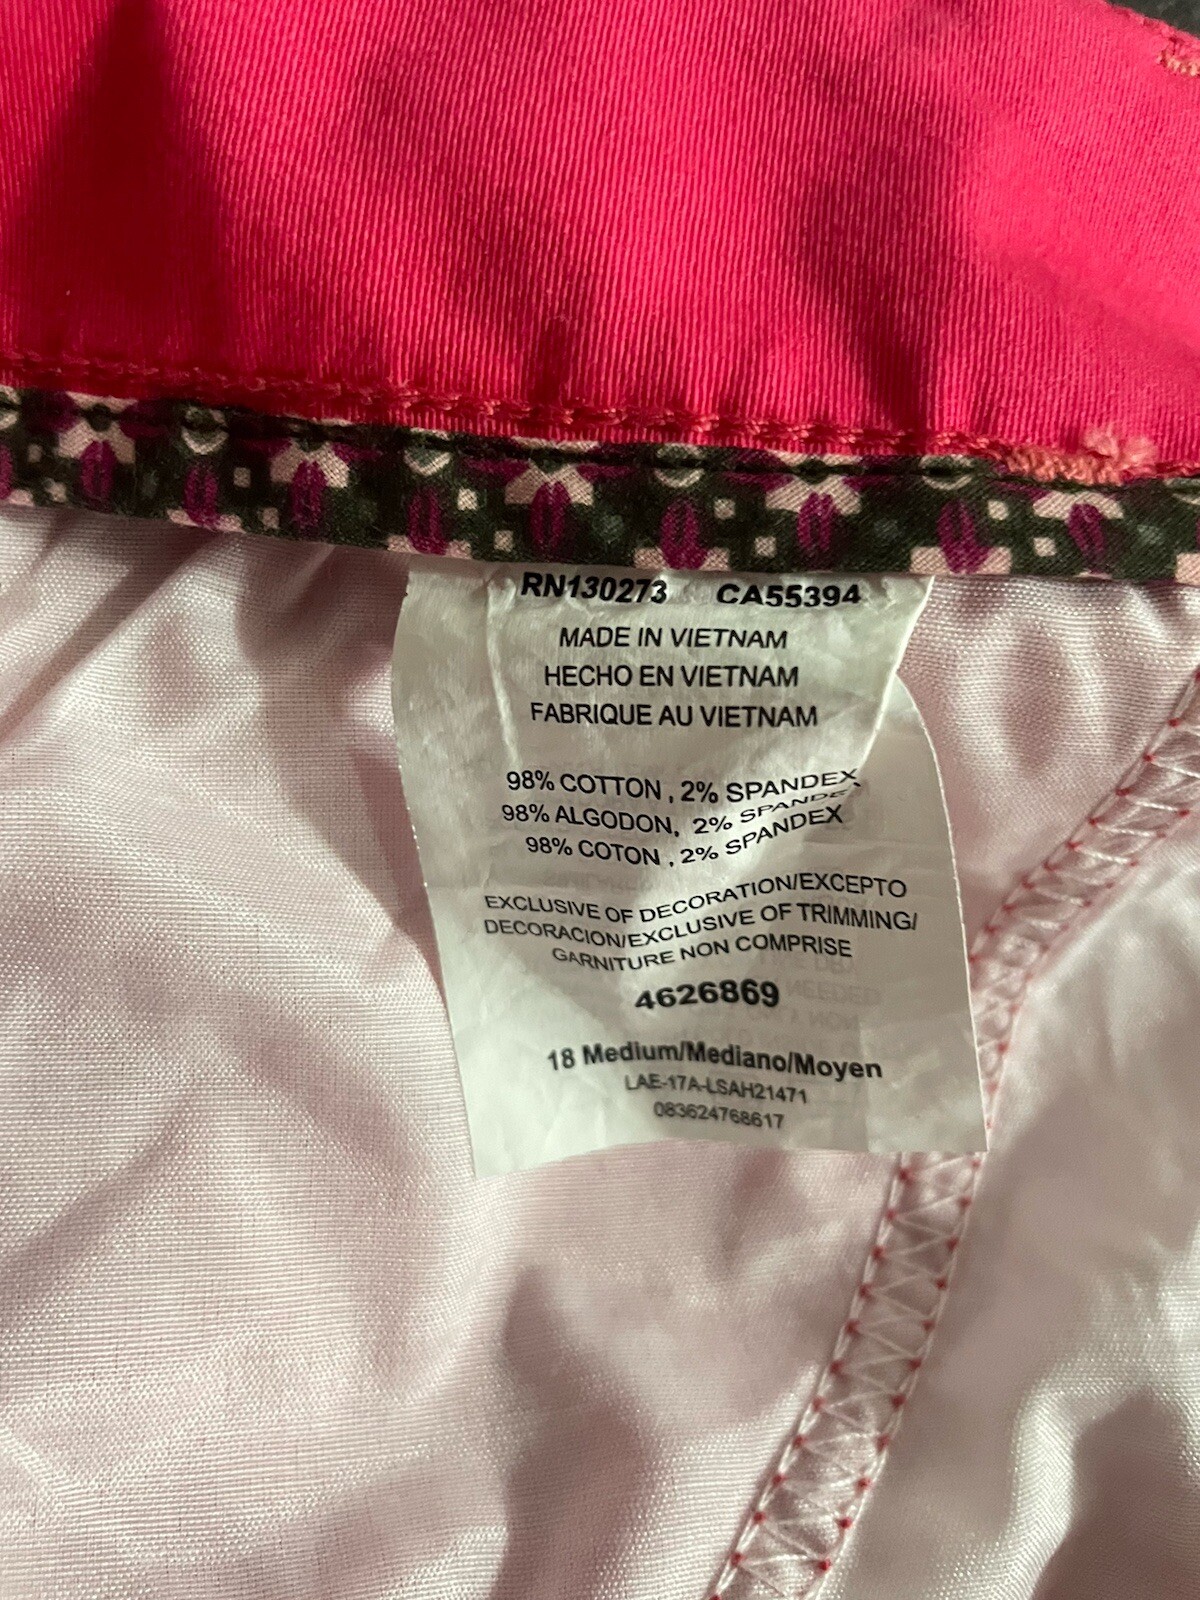 RN130273 CA55394
MADE IN VIETNAM
HECHO EN VIETNAM
FABRIQUE AU VIETNAM
98% COTTON , 2% SPANDEX
98% ALGODON, 2% SPANDEX
98% COTON , 2% SPANDEX
EXCLUSIVE OF DECORATION/EXCEPTO
DECORACION/EXCLUSIVE OF TRIMMING/
GARNITURE NON COMPRISE
4626869
18 Medium/Mediano/Moyen
LAE-17A-LSAH21471
083624768617